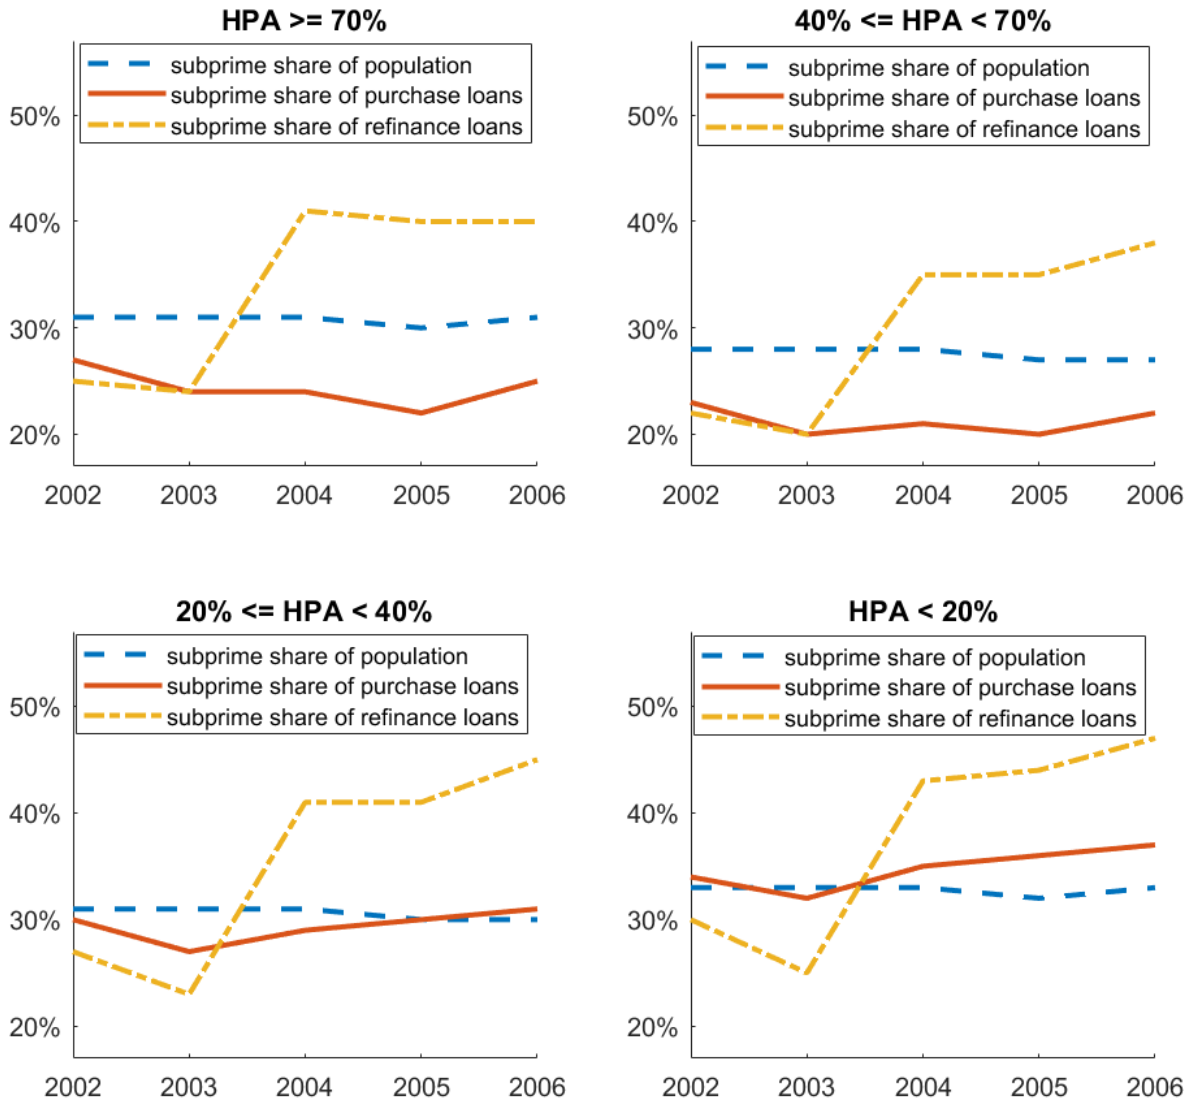 HPA >= 70%
subprime share of population
subprime share of purchase loans
subprime share of refinance loans
50%
40%
30%
20%
2002 2003 2004 2005 2006
40% <= HPA < 70%
subprime share of population
subprime share of purchase loans
subprime share of refinance loans
50%
40%
30%
20%
2002 2003 2004 2005 2006
20% <= HPA < 40%
subprime share of population
subprime share of purchase loans
subprime share of refinance loans
50%
40%
30%
20%
2002 2003 2004 2005 2006
HPA < 20%
subprime share of population
subprime share of purchase loans
subprime share of refinance loans
50%
40%
30%
20%
2002 2003 2004 2005 2006